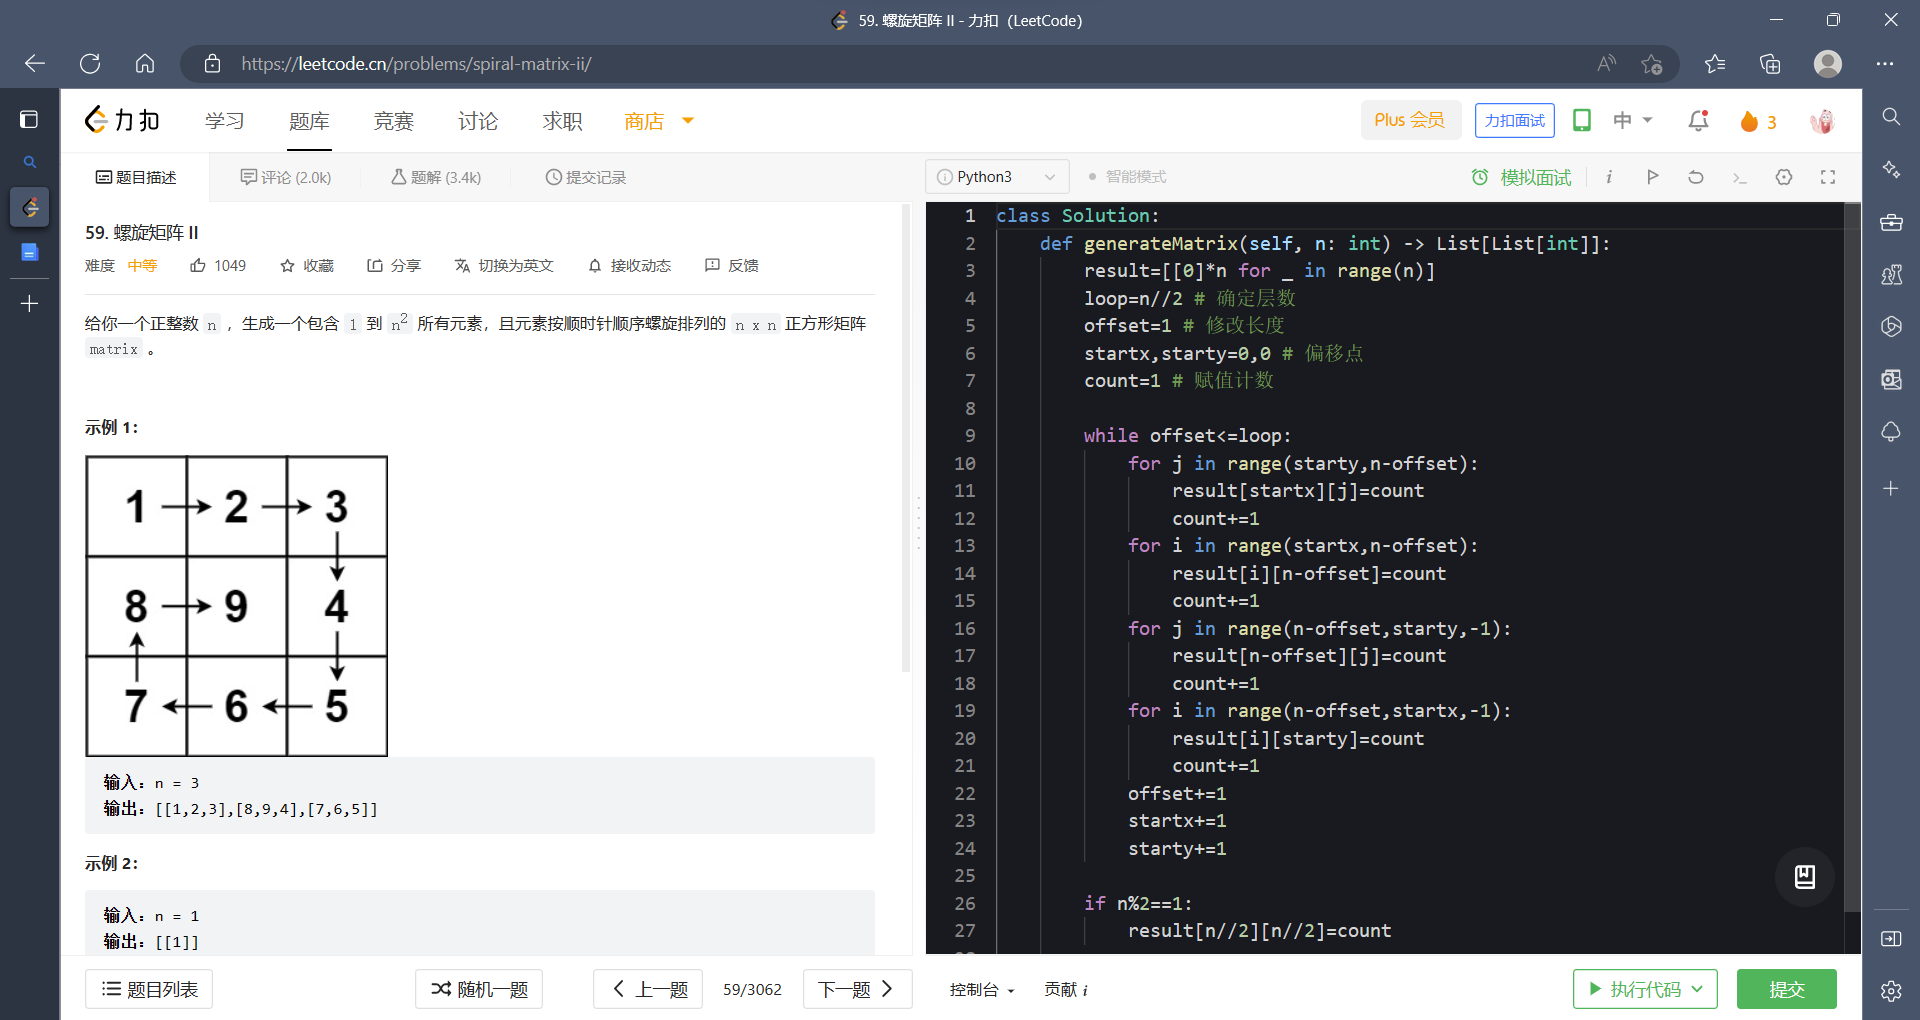 59. 螺旋矩阵 II - 力扣（LeetCode）
https://leetcode.cn/problems/spiral-matrix-ii/
力扣 学习 题库 竞赛 讨论 求职 商店 Plus 会员 力扣面试 中 3
题目描述 评论 (2.0k) 题解 (3.4k) 提交记录
59. 螺旋矩阵 II
难度 中等 1049 收藏 分享 切换为英文 接收动态 反馈
给你一个正整数 n ，生成一个包含 1 到 n² 所有元素，且元素按顺时针顺序螺旋排列的 n x n 正方形矩阵
matrix 。
示例 1：
1 2 3
8 9 4
7 6 5
输入：n = 3
输出：[[1,2,3],[8,9,4],[7,6,5]]
示例 2：
输入：n = 1
输出：[[1]]
题目列表 随机一题 上一题 59/3062 下一题
Python3 智能模式 模拟面试 i
1 class Solution:
2     def generateMatrix(self, n: int) -> List[List[int]]:
3         result=[[0]*n for _ in range(n)]
4         loop=n//2 # 确定层数
5         offset=1 # 修改长度
6         startx,starty=0,0 # 偏移点
7         count=1 # 赋值计数
8
9         while offset<=loop:
10             for j in range(starty,n-offset):
11                 result[startx][j]=count
12                 count+=1
13             for i in range(startx,n-offset):
14                 result[i][n-offset]=count
15                 count+=1
16             for j in range(n-offset,starty,-1):
17                 result[n-offset][j]=count
18                 count+=1
19             for i in range(n-offset,startx,-1):
20                 result[i][starty]=count
21                 count+=1
22             offset+=1
23             startx+=1
24             starty+=1
25
26         if n%2==1:
27             result[n//2][n//2]=count
控制台 贡献 i 执行代码 提交